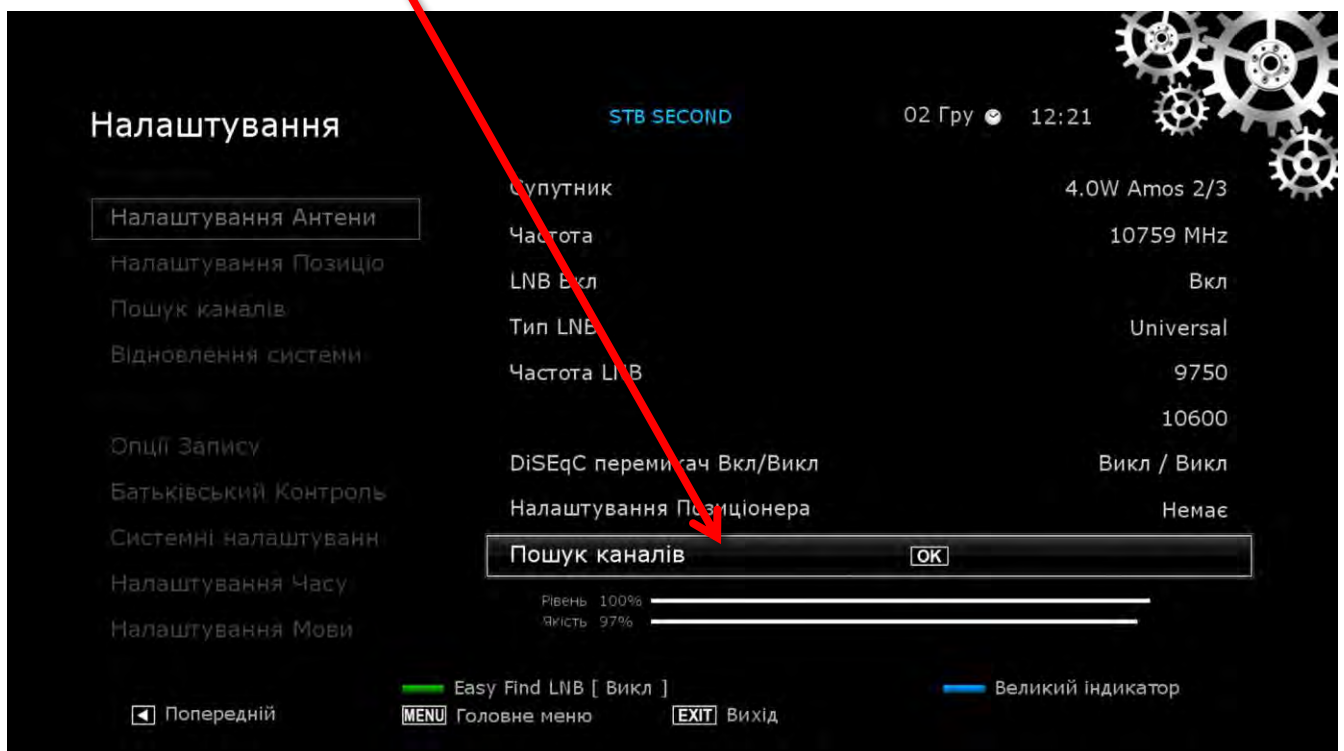 Налаштування
STB SECOND
02 Гру 12:21
Налаштування Антени
Налаштування Позиціо
Пошук каналів
Відновлення системи
Опції Запису
Батьківський Контроль
Системні налаштуванн
Налаштування Часу
Налаштування Мови
Супутник 4.0W Amos 2/3
Частота 10759 MHz
LNB Вкл Вкл
Тип LNB Universal
Частота LNB 9750
10600
DiSEqC перемикач Вкл/Викл Викл / Викл
Налаштування Позиціонера Немає
Пошук каналів OK
Рівень 100%
Якість 97%
Easy Find LNB [ Викл ] Великий індикатор
Попередній MENU Головне меню EXIT Вихід